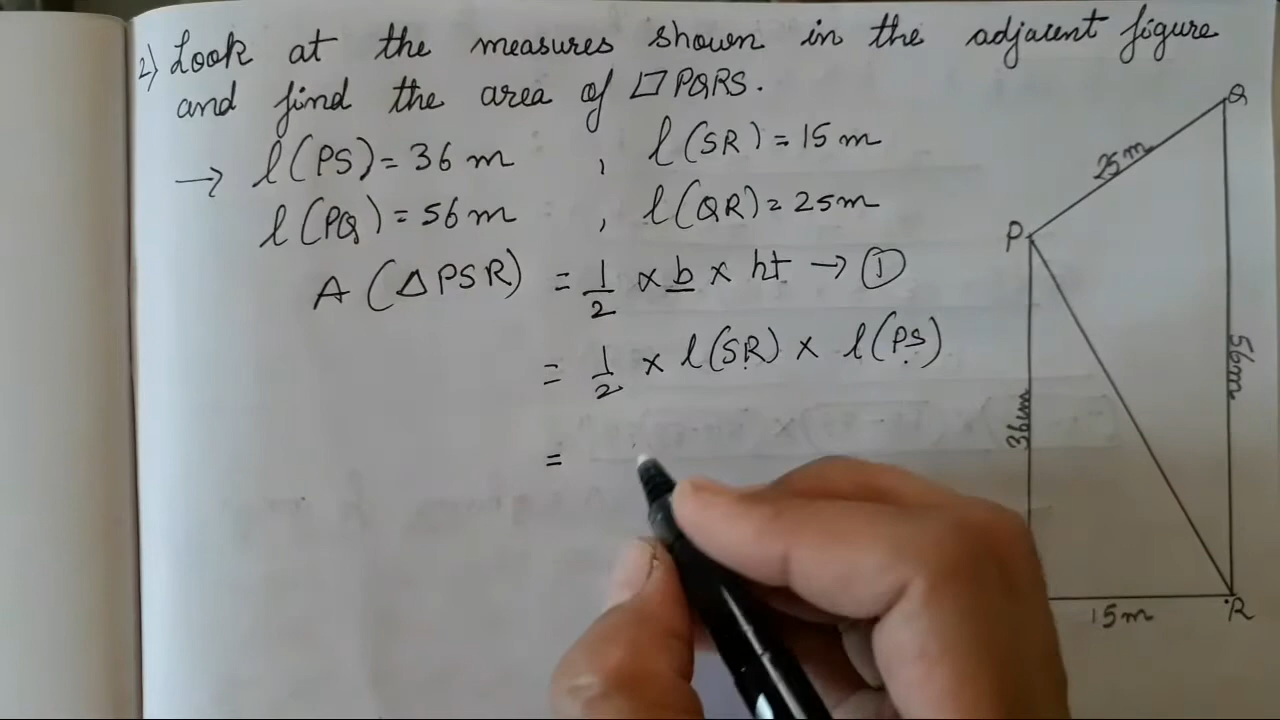 2) Look at the measures shown in the adjacent figure
and find the area of □PQRS.
→ l(PS) = 36 m , l(SR) = 15 m
l(PQ) = 56 m , l(QR) = 25 m
A (△PSR) = 1/2 × b × ht → ①
= 1/2 × l(SR) × l(PS)
=
Q
25m
P
56m
36m
15m
R